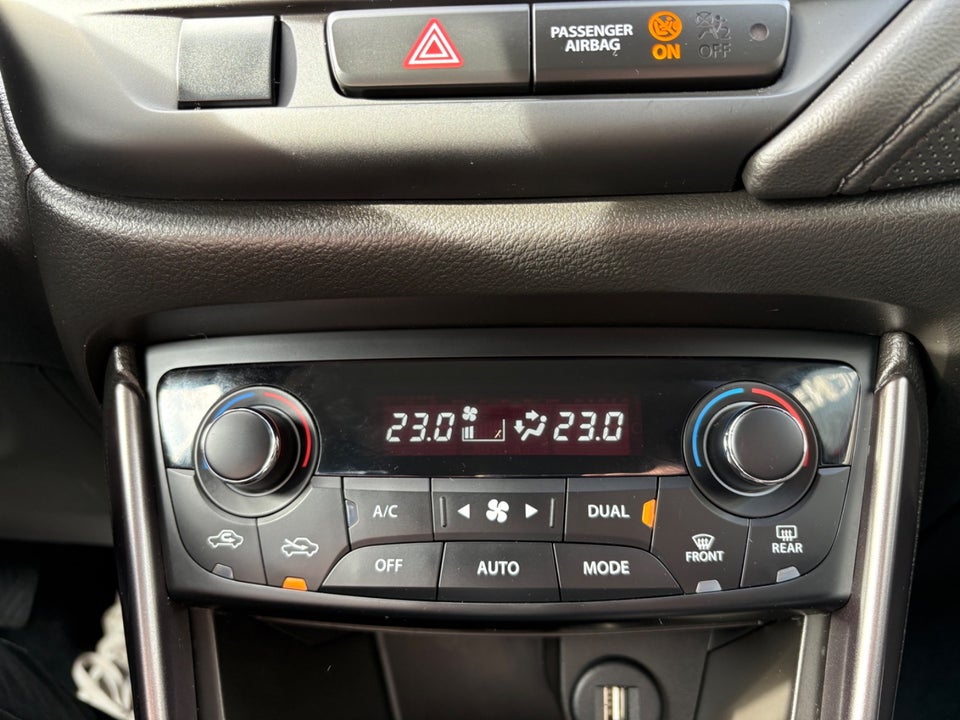 PASSENGER
AIRBAG
ON
OFF
23.0
23.0
A/C
DUAL
OFF
AUTO
MODE
FRONT
REAR